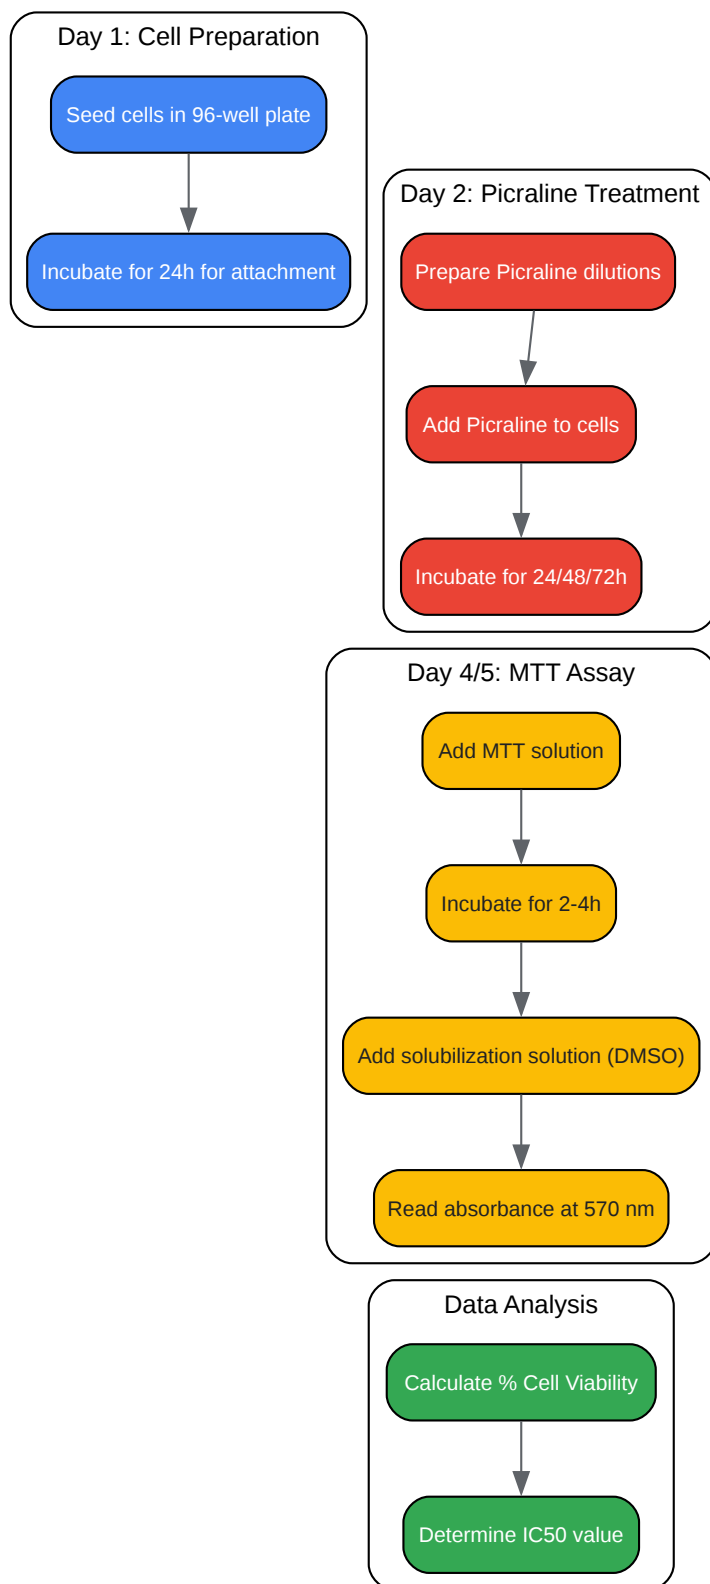 Day 1: Cell Preparation
Seed cells in 96-well plate
Incubate for 24h for attachment
Day 2: Picraline Treatment
Prepare Picraline dilutions
Add Picraline to cells
Incubate for 24/48/72h
Day 4/5: MTT Assay
Add MTT solution
Incubate for 2-4h
Add solubilization solution (DMSO)
Read absorbance at 570 nm
Data Analysis
Calculate % Cell Viability
Determine IC50 value